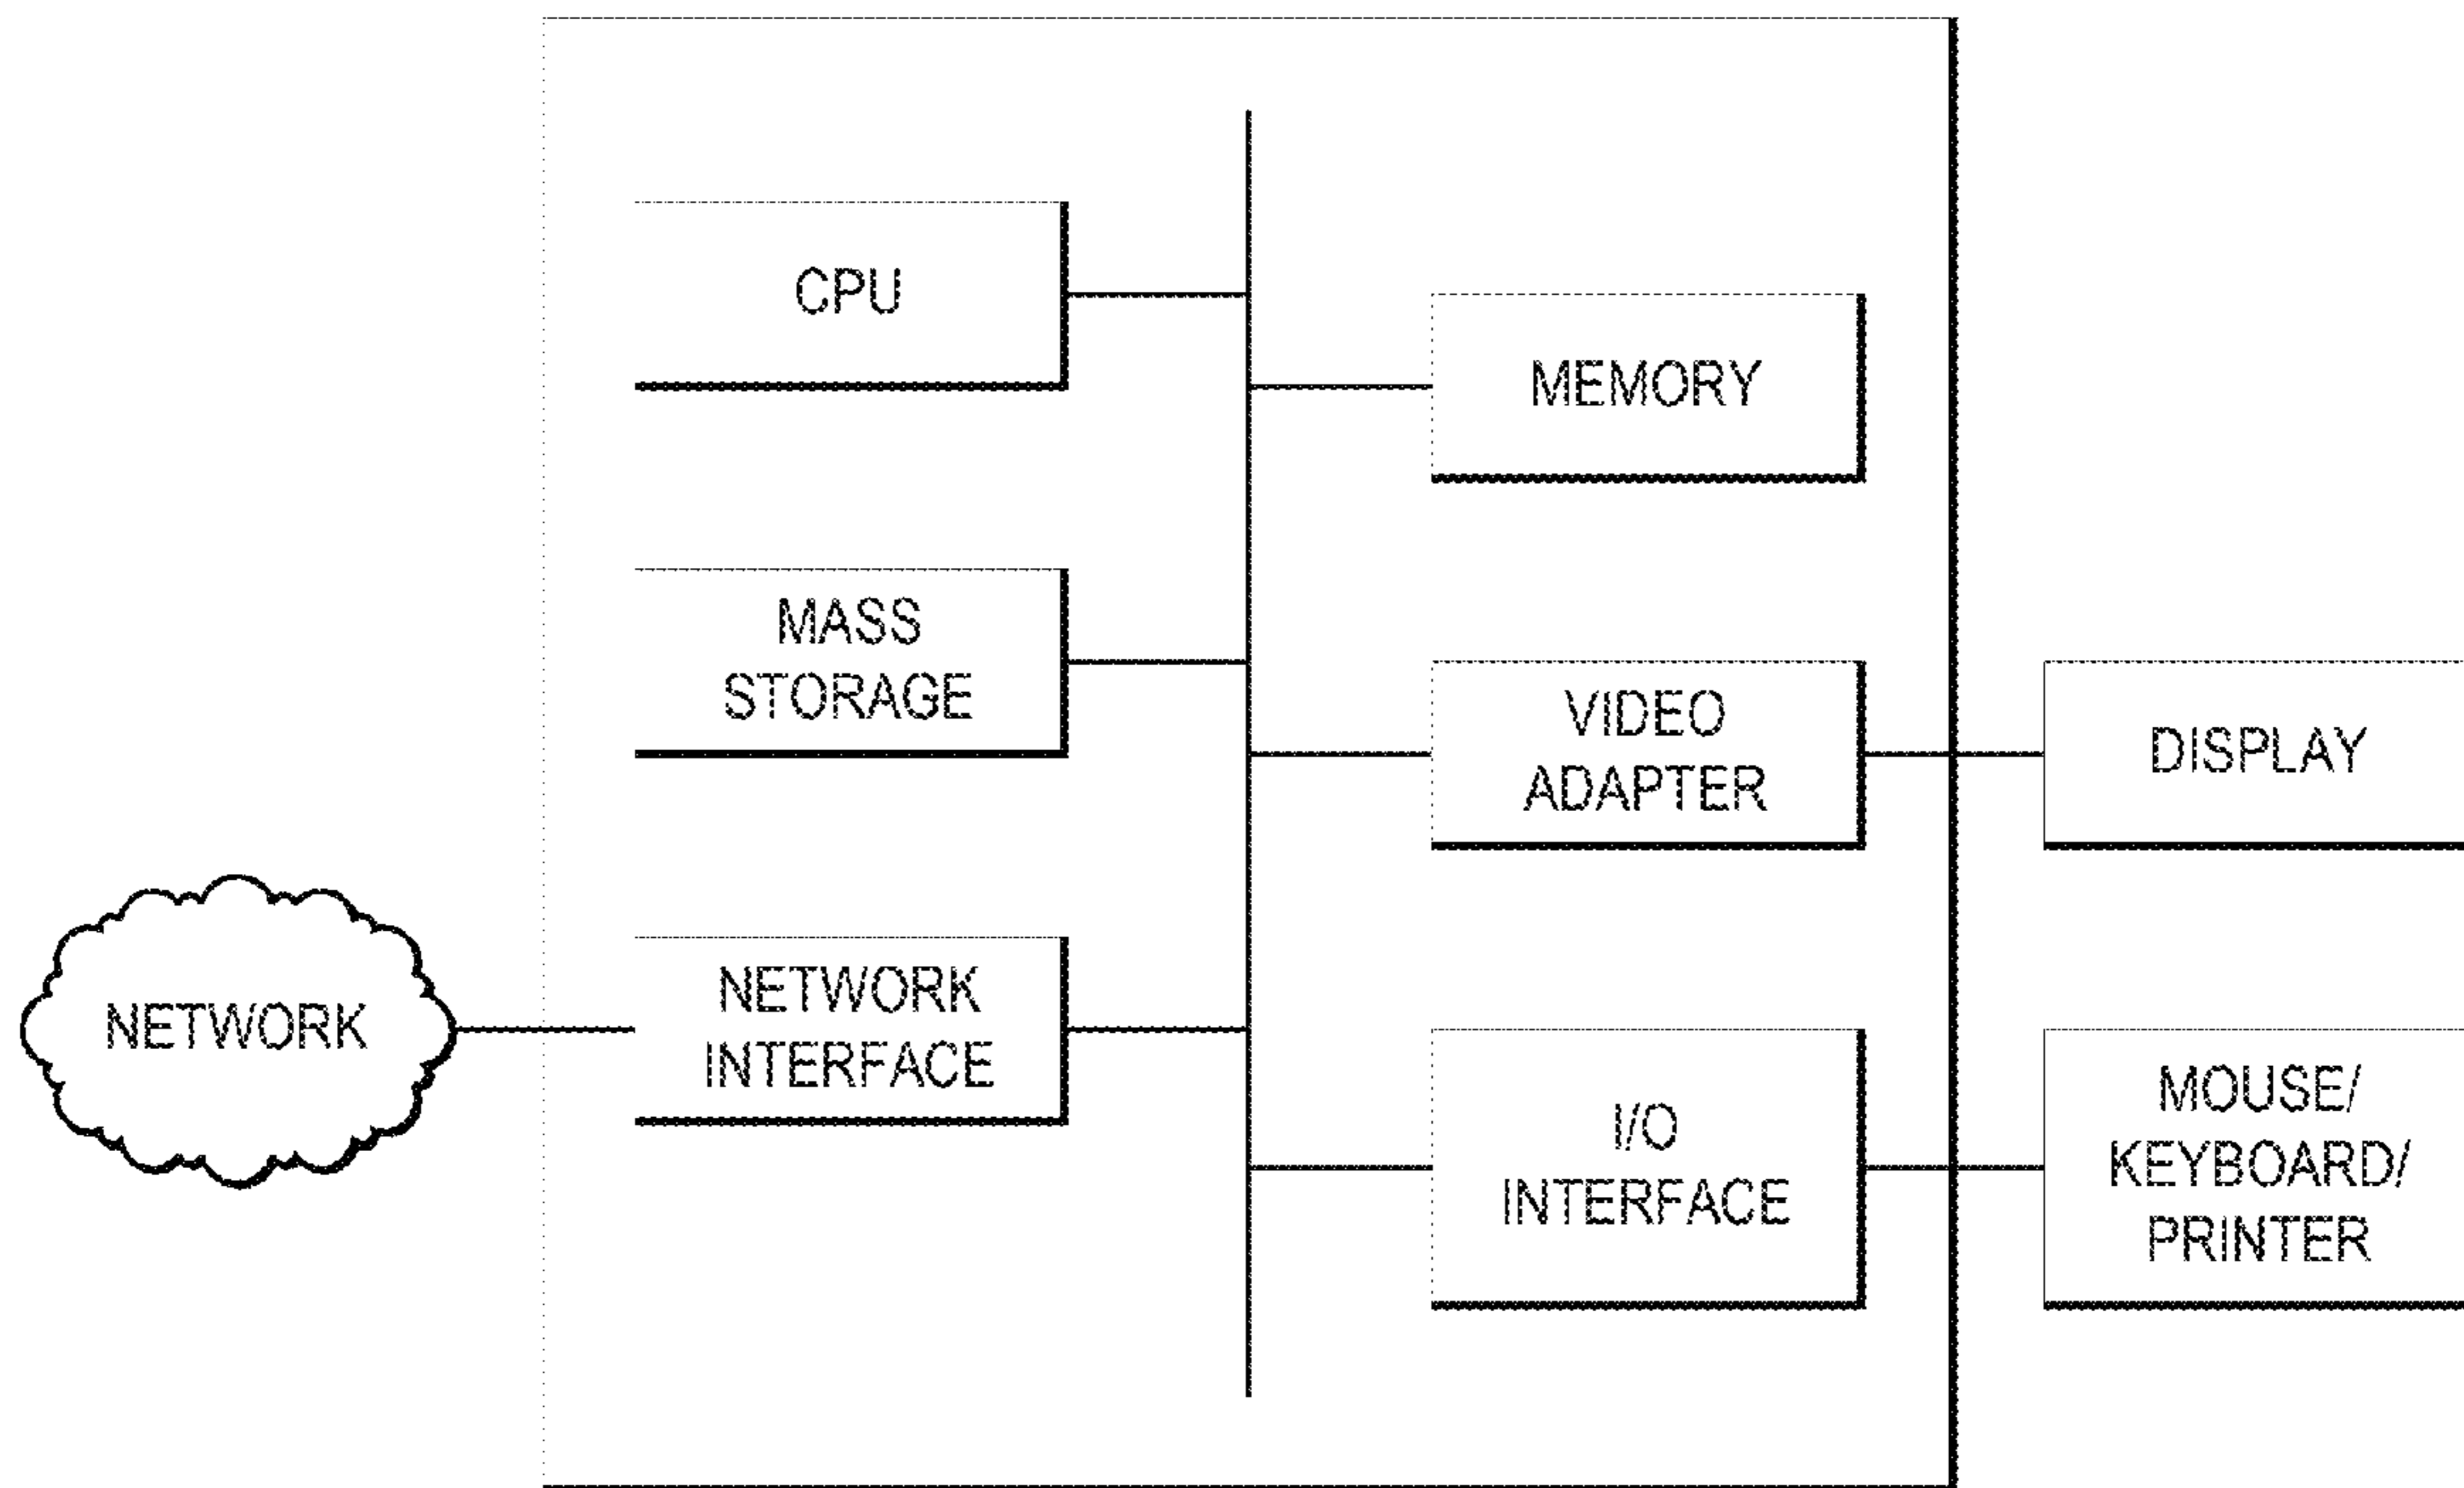 CPU
MEMORY
MASS
STORAGE
VIDEO
ADAPTER
DISPLAY
NETWORK
NETWORK
INTERFACE
I/O
INTERFACE
MOUSE/
KEYBOARD/
PRINTER